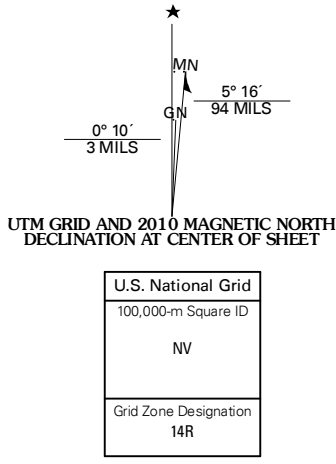 MN
GN
5° 16´
94 MILS
0° 10´
3 MILS
UTM GRID AND 2010 MAGNETIC NORTH
DECLINATION AT CENTER OF SHEET
U.S. National Grid
100,000-m Square ID
NV
Grid Zone Designation
14R